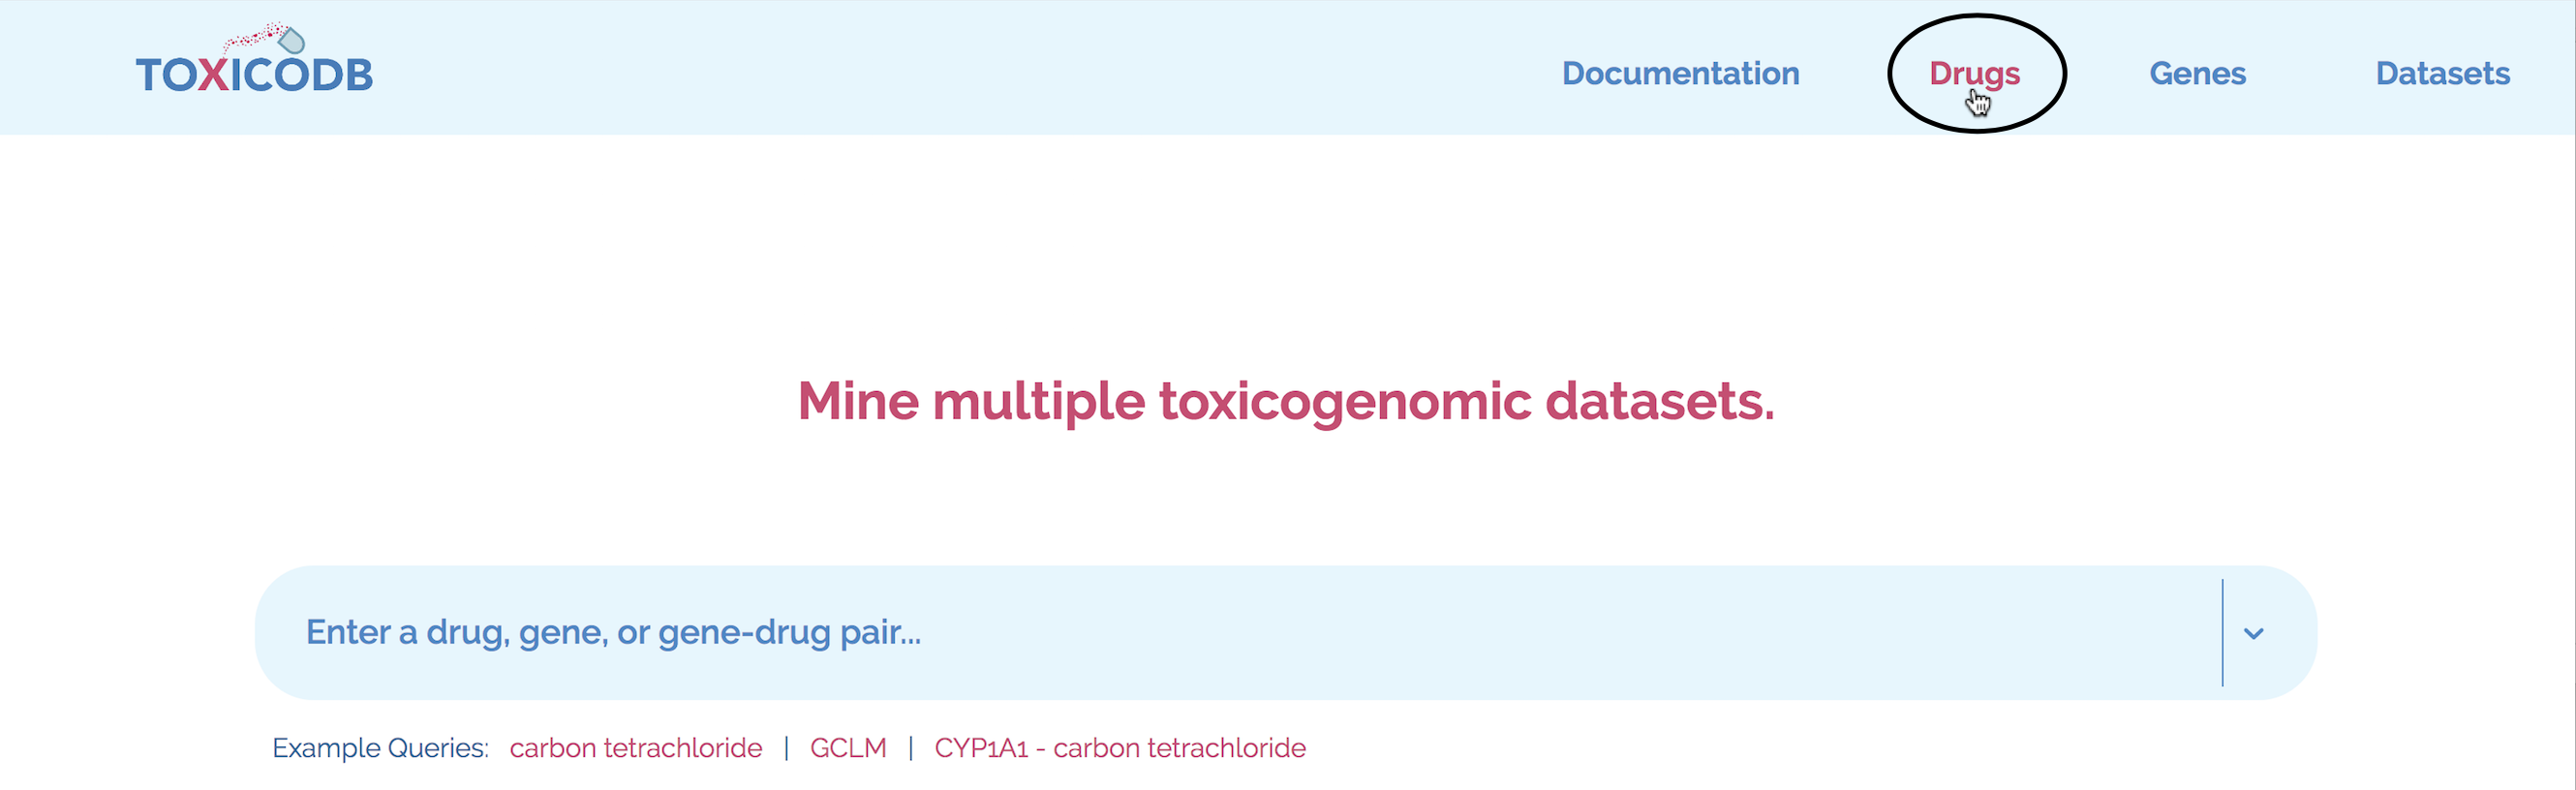 TOXICODB
Documentation Drugs Genes Datasets
Mine multiple toxicogenomic datasets.
Enter a drug, gene, or gene-drug pair...
Example Queries: carbon tetrachloride | GCLM | CYP1A1 - carbon tetrachloride